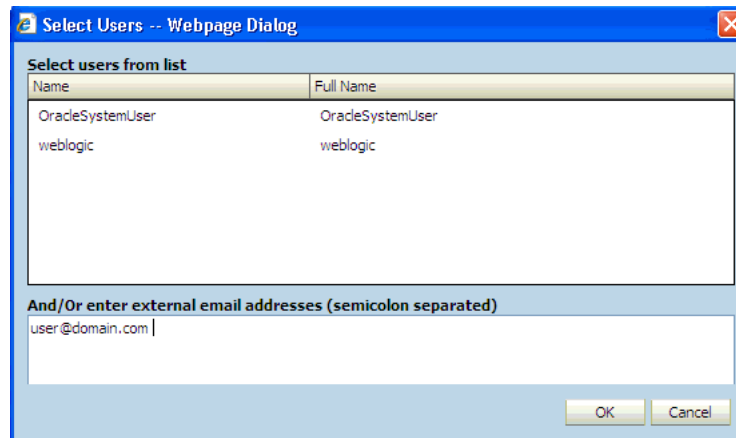 Select Users -- Webpage Dialog
Select users from list
Name Full Name
OracleSystemUser OracleSystemUser
weblogic weblogic
And/Or enter external email addresses (semicolon separated)
user@domain.com
OK Cancel